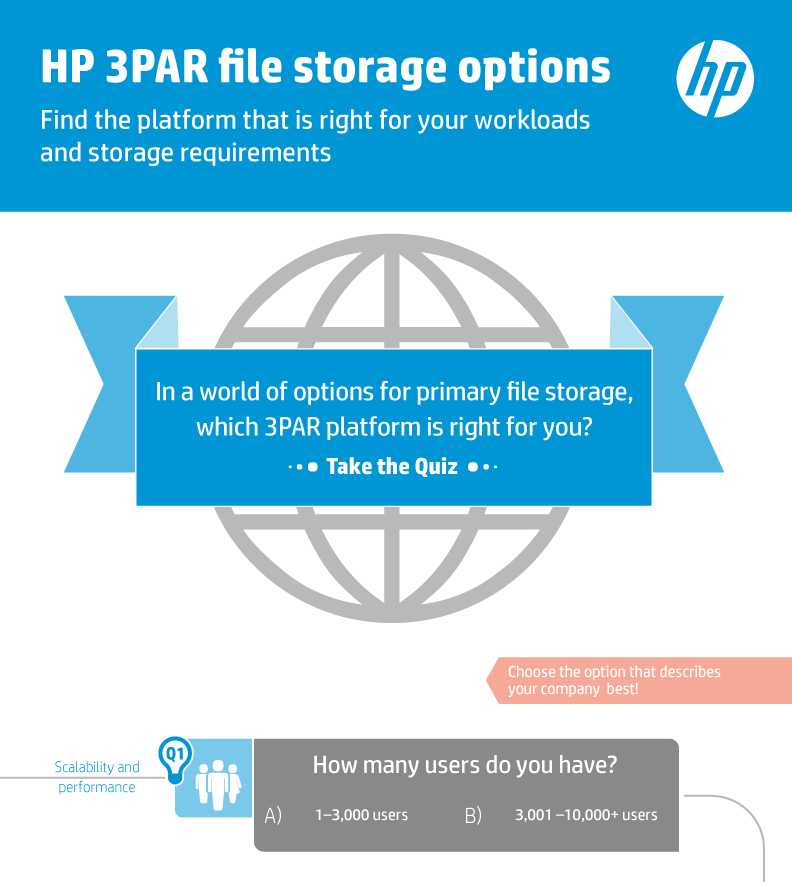 HP 3PAR file storage options
hp
Find the platform that is right for your workloads
and storage requirements
In a world of options for primary file storage,
which 3PAR platform is right for you?
Take the Quiz
Choose the option that describes
your company best!
Q1
Scalability and
performance
How many users do you have?
A) 1–3,000 users B) 3,001 –10,000+ users